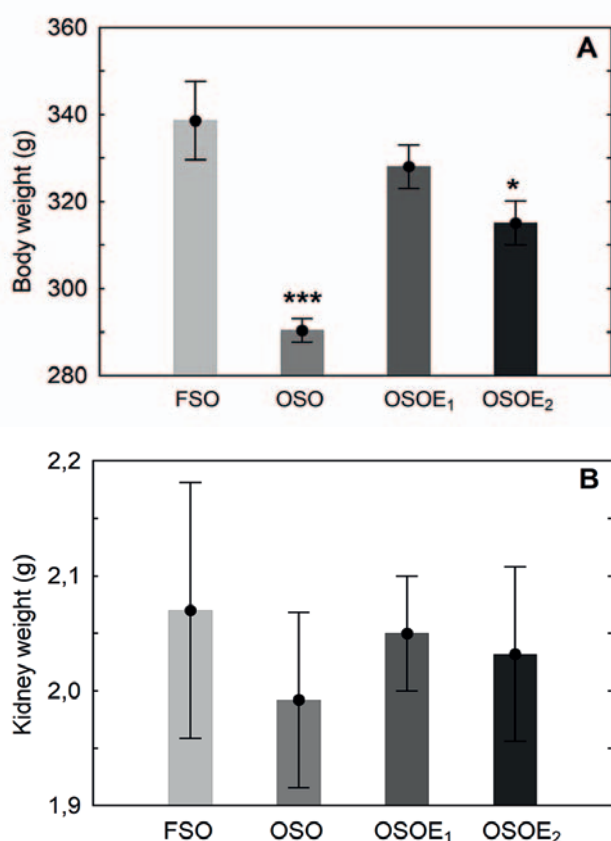 360
A
340
Body weight (g)
320
*
300
***
280
FSO OSO OSOE₁ OSOE₂
2,2
B
2,1
Kidney weight (g)
2,0
1,9
FSO OSO OSOE₁ OSOE₂